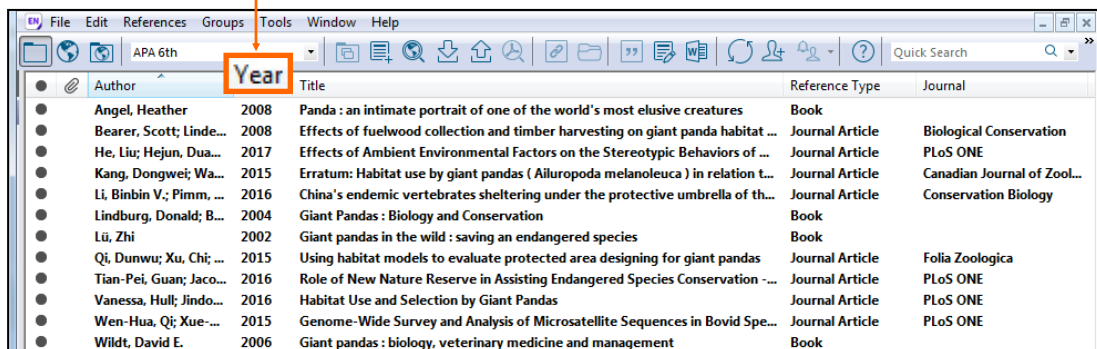 EN File Edit References Groups Tools Window Help
APA 6th Quick Search
Author Year Title Reference Type Journal
Angel, Heather 2008 Panda : an intimate portrait of one of the world's most elusive creatures Book
Bearer, Scott; Linde... 2008 Effects of fuelwood collection and timber harvesting on giant panda habitat ... Journal Article Biological Conservation
He, Liu; Hejun, Dua... 2017 Effects of Ambient Environmental Factors on the Stereotypic Behaviors of ... Journal Article PLoS ONE
Kang, Dongwei; Wa... 2015 Erratum: Habitat use by giant pandas ( Ailuropoda melanoleuca ) in relation t... Journal Article Canadian Journal of Zool...
Li, Binbin V.; Pimm, ... 2016 China's endemic vertebrates sheltering under the protective umbrella of th... Journal Article Conservation Biology
Lindburg, Donald; B... 2004 Giant Pandas : Biology and Conservation Book
Lü, Zhi 2002 Giant pandas in the wild : saving an endangered species Book
Qi, Dunwu; Xu, Chi; ... 2015 Using habitat models to evaluate protected area designing for giant pandas Journal Article Folia Zoologica
Tian-Pei, Guan; Jaco... 2016 Role of New Nature Reserve in Assisting Endangered Species Conservation -... Journal Article PLoS ONE
Vanessa, Hull; Jindo... 2016 Habitat Use and Selection by Giant Pandas Journal Article PLoS ONE
Wen-Hua, Qi; Xue-... 2015 Genome-Wide Survey and Analysis of Microsatellite Sequences in Bovid Spe... Journal Article PLoS ONE
Wildt, David E. 2006 Giant pandas : biology, veterinary medicine and management Book